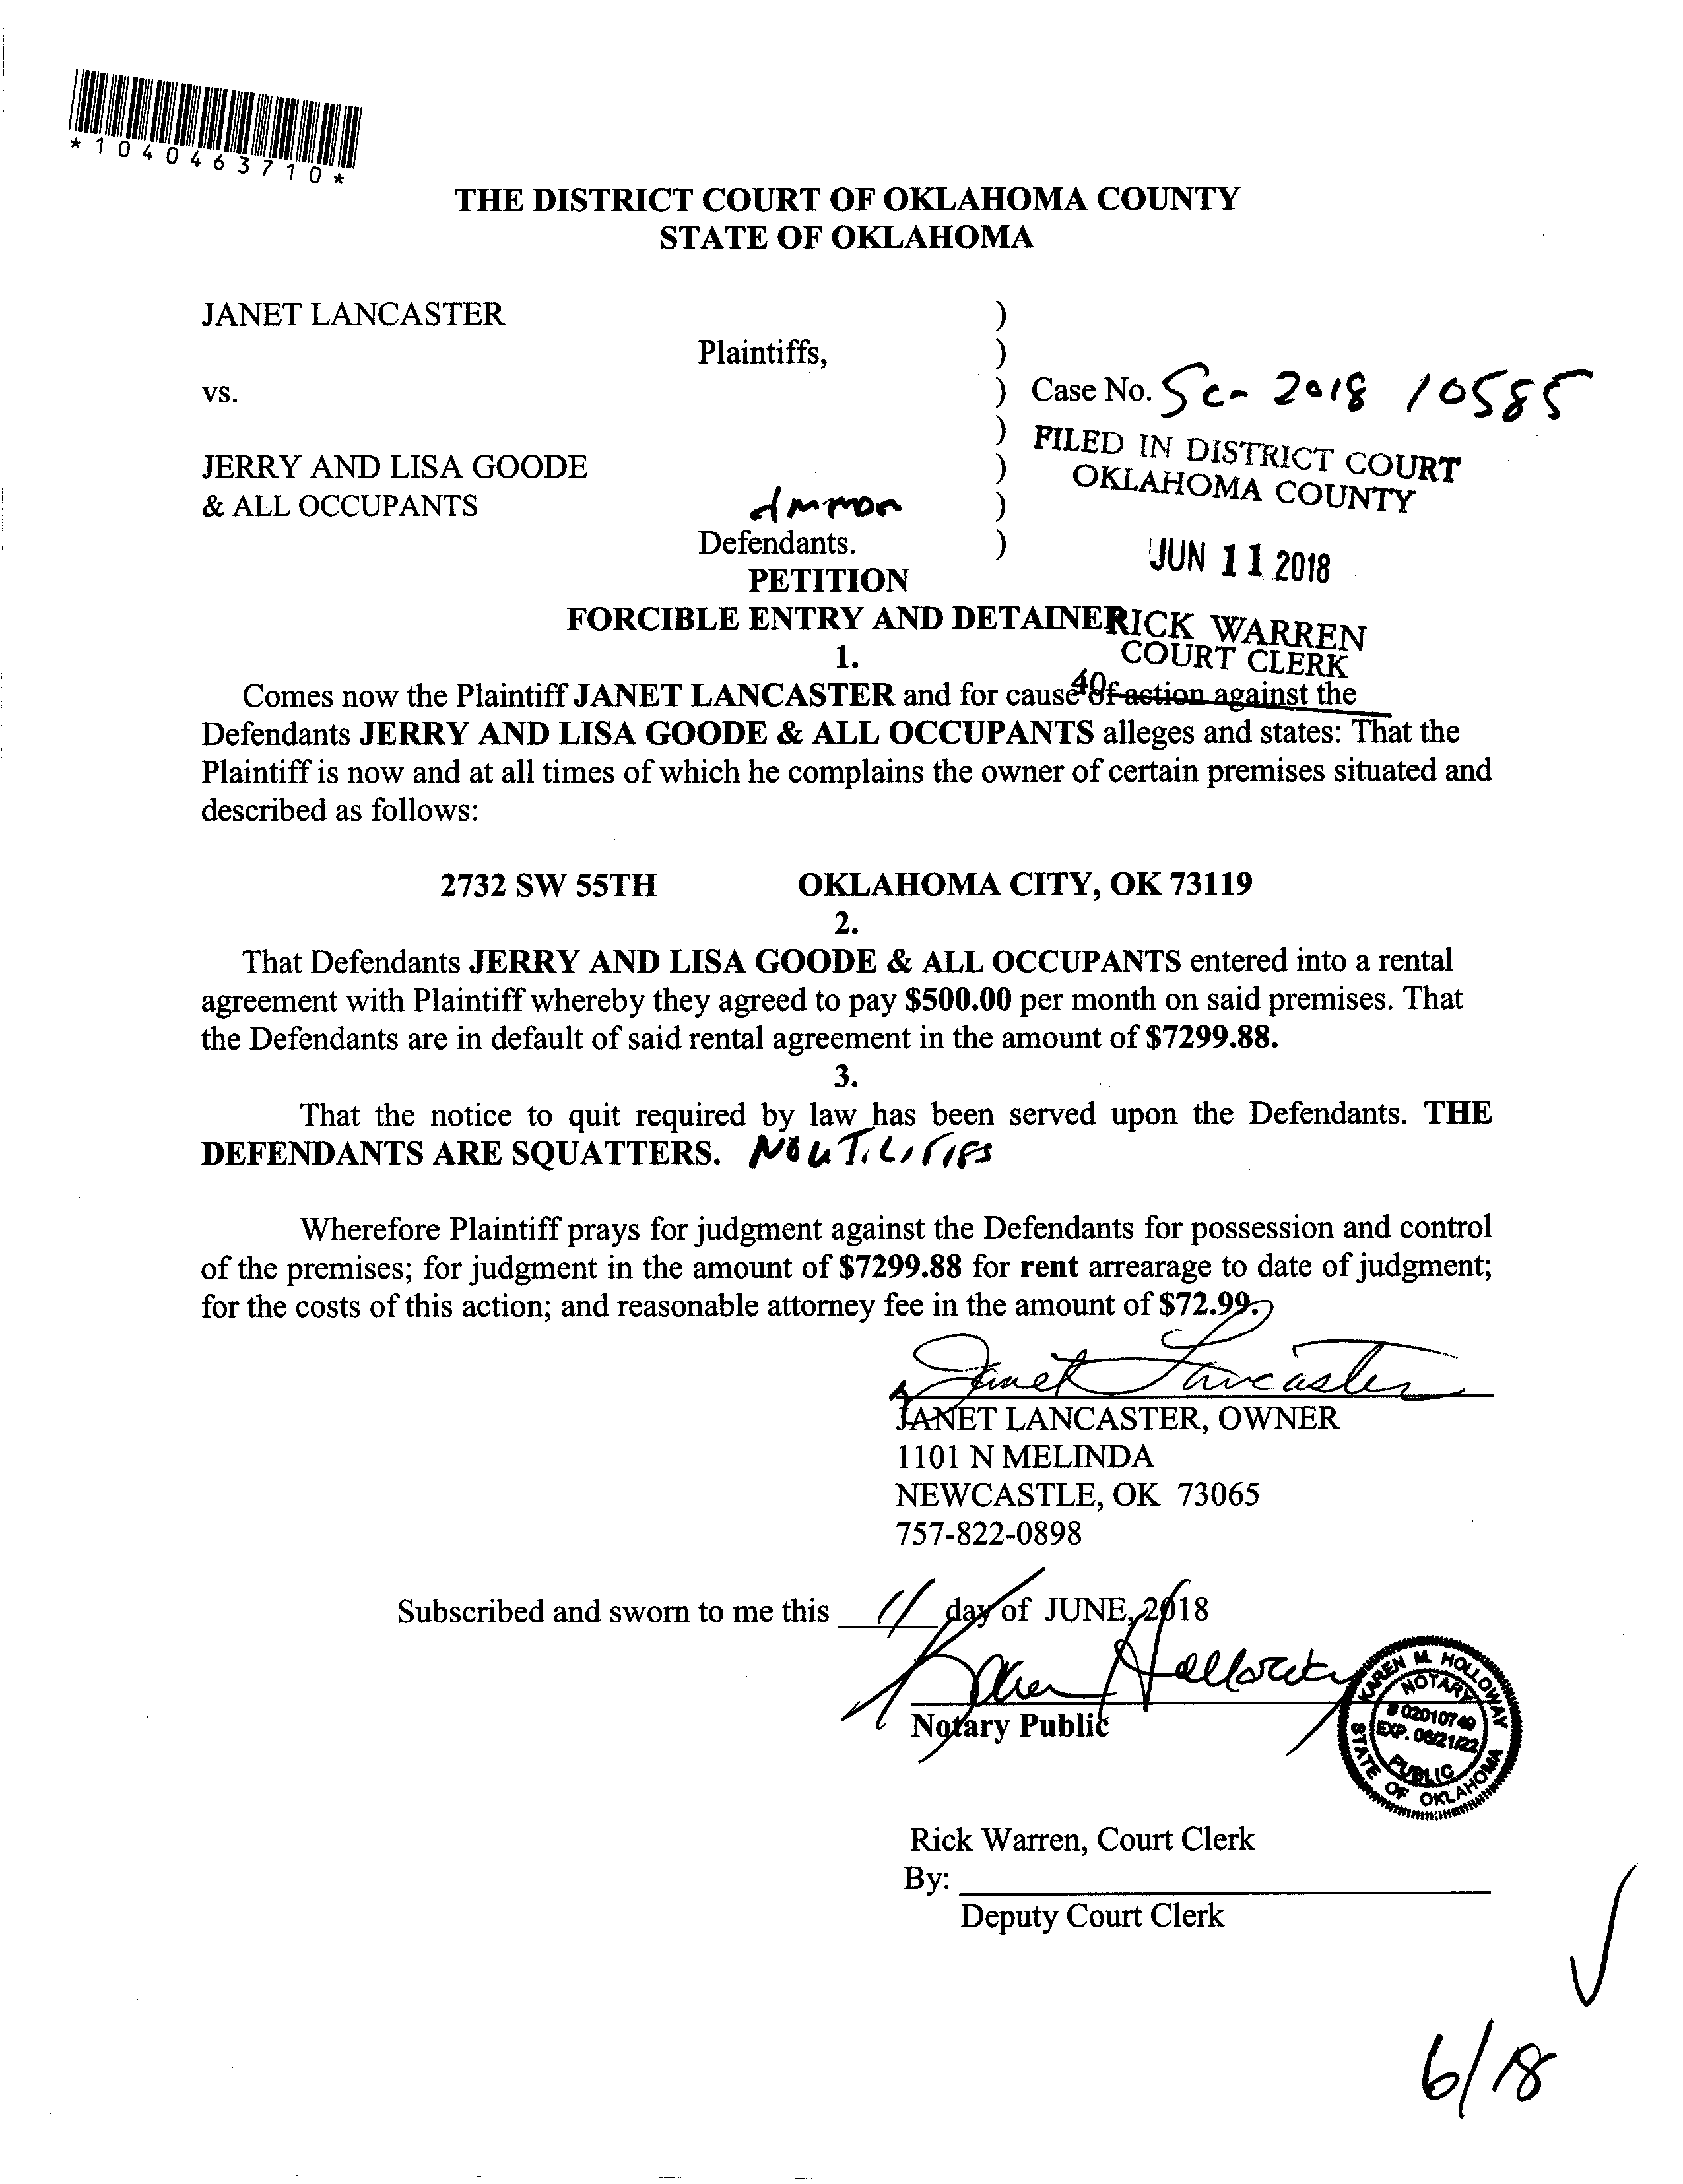 *1040463710*
THE DISTRICT COURT OF OKLAHOMA COUNTY
STATE OF OKLAHOMA
JANET LANCASTER )
Plaintiffs, )
vs. ) Case No. SC- 2018 10585
)
FILED IN DISTRICT COURT
OKLAHOMA COUNTY
JERRY AND LISA GOODE )
& ALL OCCUPANTS )
Defendants. )
JUN 11 2018
PETITION
FORCIBLE ENTRY AND DETAINER
RICK WARREN
COURT CLERK
40
1.
Comes now the Plaintiff JANET LANCASTER and for cause of action against the
Defendants JERRY AND LISA GOODE & ALL OCCUPANTS alleges and states: That the
Plaintiff is now and at all times of which he complains the owner of certain premises situated and
described as follows:
2732 SW 55TH OKLAHOMA CITY, OK 73119
2.
That Defendants JERRY AND LISA GOODE & ALL OCCUPANTS entered into a rental
agreement with Plaintiff whereby they agreed to pay $500.00 per month on said premises. That
the Defendants are in default of said rental agreement in the amount of $7299.88.
3.
That the notice to quit required by law has been served upon the Defendants. THE
DEFENDANTS ARE SQUATTERS. NO UTILITIES
Wherefore Plaintiff prays for judgment against the Defendants for possession and control
of the premises; for judgment in the amount of $7299.88 for rent arrearage to date of judgment;
for the costs of this action; and reasonable attorney fee in the amount of $72.99.
Janet Lancaster
JANET LANCASTER, OWNER
1101 N MELINDA
NEWCASTLE, OK 73065
757-822-0898
Subscribed and sworn to me this 11 day of JUNE, 2018
Karen Holloway
Notary Public
KAREN M. HOLLOWAY
NOTARY
# 02010749
EXP. 06/21/22
PUBLIC
STATE OF OKLAHOMA
Rick Warren, Court Clerk
By:
Deputy Court Clerk
6/18